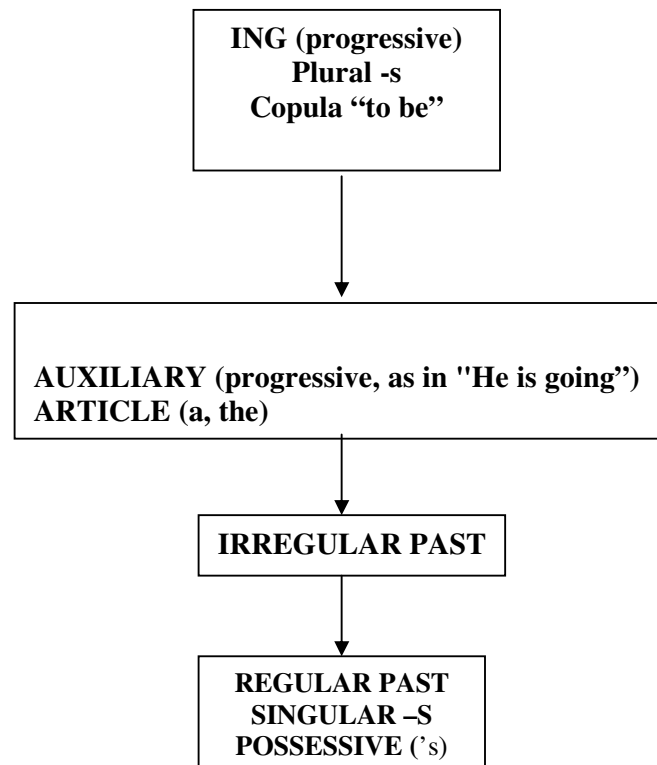 ING (progressive)
Plural -s
Copula “to be”
AUXILIARY (progressive, as in "He is going”)
ARTICLE (a, the)
IRREGULAR PAST
REGULAR PAST
SINGULAR –S
POSSESSIVE ('s)